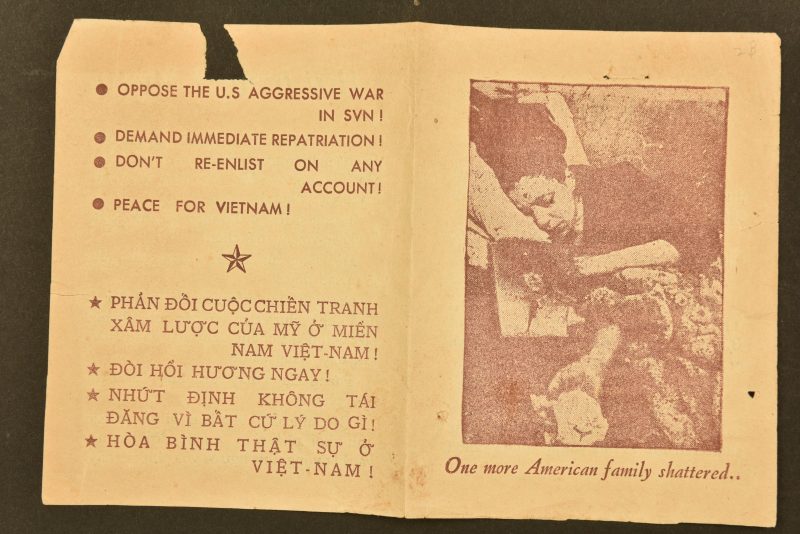 ● OPPOSE THE U.S AGGRESSIVE WAR
IN SVN !
● DEMAND IMMEDIATE REPATRIATION !
● DON'T RE-ENLIST ON ANY
ACCOUNT !
● PEACE FOR VIETNAM !
★ PHẢN ĐỒI CUỘC CHIẾN TRANH
XÂM LƯỢC CỦA MỸ Ở MIỀN
NAM VIỆT-NAM !
★ ĐÒI HỒI HƯƠNG NGAY !
★ NHỨT ĐỊNH KHÔNG TÁI
ĐĂNG VÌ BẤT CỨ LÝ DO GÌ !
★ HÒA BÌNH THẬT SỰ Ở
VIỆT-NAM !
One more American family shattered..